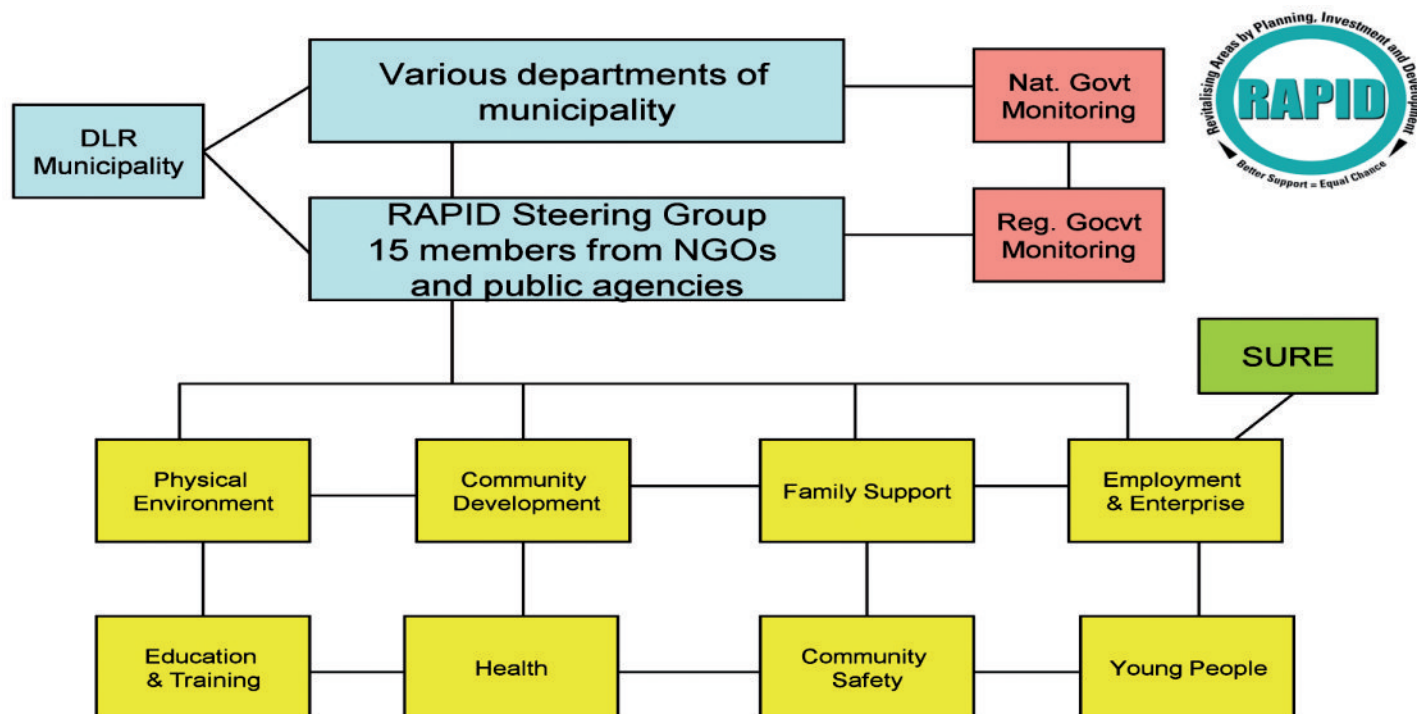 Various departments of
municipality
Nat. Govt
Monitoring
Revitalising Areas by Planning, Investment and Development
RAPID
Better Support = Equal Chance
DLR
Municipality
RAPID Steering Group
15 members from NGOs
and public agencies
Reg. Gocvt
Monitoring
SURE
Physical
Environment
Community
Development
Family Support
Employment
& Enterprise
Education
& Training
Health
Community
Safety
Young People